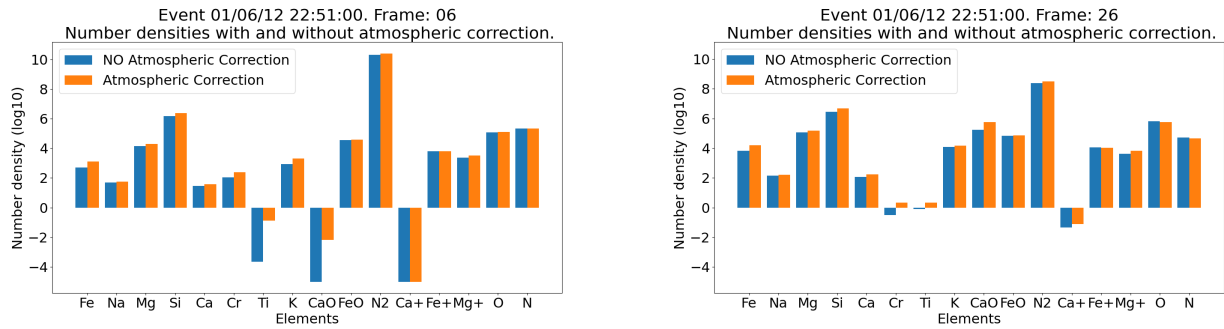 Event 01/06/12 22:51:00. Frame: 06
Number densities with and without atmospheric correction.
NO Atmospheric Correction
Atmospheric Correction
Number density (log10)
10
8
6
4
2
0
−2
−4
Fe Na Mg Si Ca Cr Ti K CaO FeO N2 Ca+ Fe+ Mg+ O N
Elements
Event 01/06/12 22:51:00. Frame: 26
Number densities with and without atmospheric correction.
NO Atmospheric Correction
Atmospheric Correction
Number density (log10)
10
8
6
4
2
0
−2
−4
Fe Na Mg Si Ca Cr Ti K CaO FeO N2 Ca+ Fe+ Mg+ O N
Elements